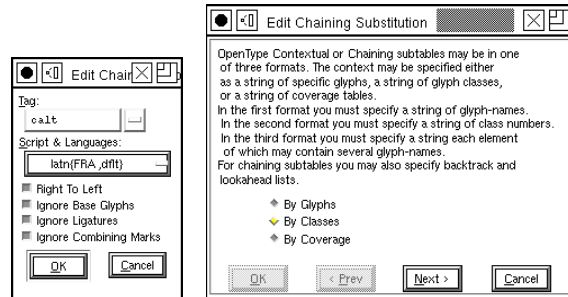 Edit Chai
Tag:
calt
Script & Languages:
latn{FRA ,dflt}
Right To Left
Ignore Base Glyphs
Ignore Ligatures
Ignore Combining Marks
OK
Cancel
Edit Chaining Substitution
OpenType Contextual or Chaining subtables may be in one
of three formats. The context may be specified either
as a string of specific glyphs, a string of glyph classes,
or a string of coverage tables.
In the first format you must specify a string of glyph-names.
In the second format you must specify a string of class numbers.
In the third format you must specify a string each element
of which may contain several glyph-names.
For chaining subtables you may also specify backtrack and
lookahead lists.
By Glyphs
By Classes
By Coverage
OK
< Prev
Next >
Cancel